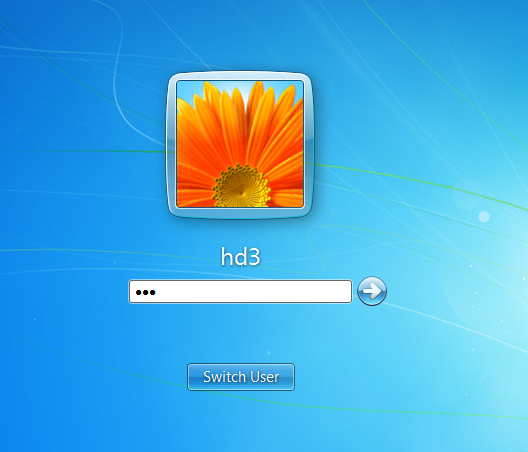 hd3
•••
Switch User